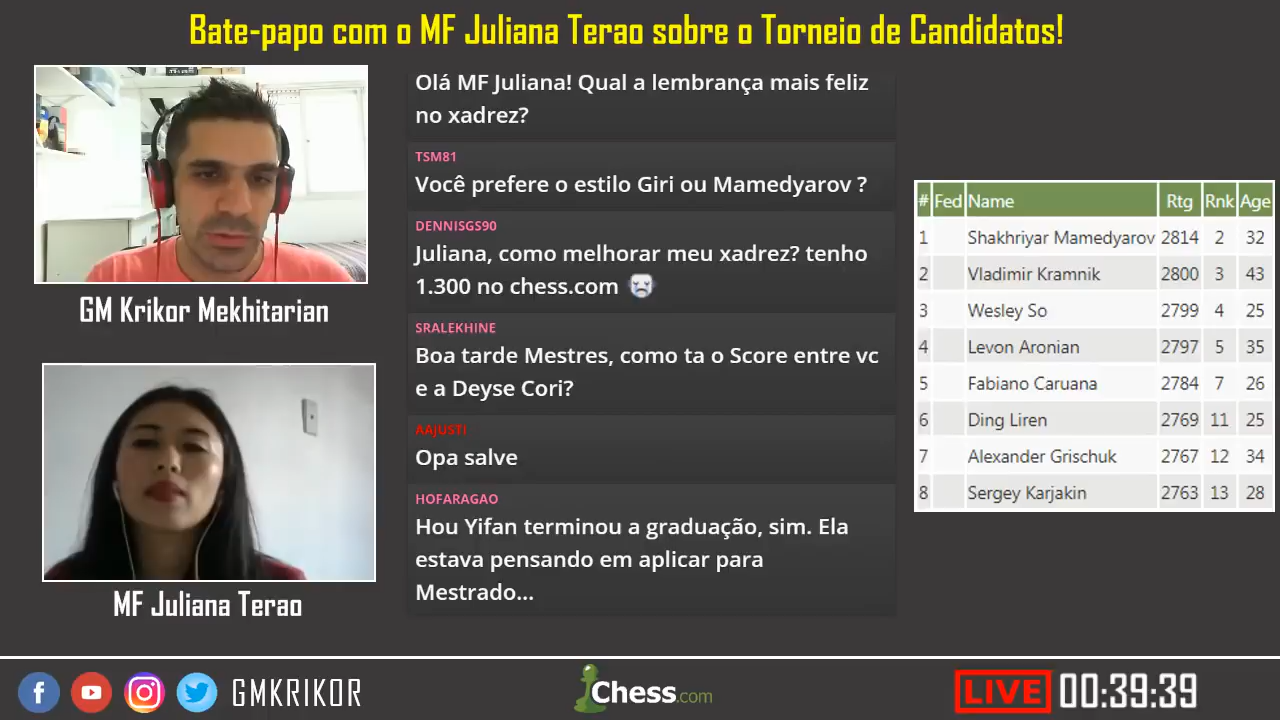 Bate-papo com o MF Juliana Terao sobre o Torneio de Candidatos!
GM Krikor Mekhitarian
MF Juliana Terao
Olá MF Juliana! Qual a lembrança mais feliz
no xadrez?
TSM81
Você prefere o estilo Giri ou Mamedyarov ?
DENNISGS90
Juliana, como melhorar meu xadrez? tenho
1.300 no chess.com
SRALEKHINE
Boa tarde Mestres, como ta o Score entre vc
e a Deyse Cori?
AAJUSTI
Opa salve
HOFARAGAO
Hou Yifan terminou a graduação, sim. Ela
estava pensando em aplicar para
Mestrado...
# Fed Name Rtg Rnk Age
1 Shakhriyar Mamedyarov 2814 2 32
2 Vladimir Kramnik 2800 3 43
3 Wesley So 2799 4 25
4 Levon Aronian 2797 5 35
5 Fabiano Caruana 2784 7 26
6 Ding Liren 2769 11 25
7 Alexander Grischuk 2767 12 34
8 Sergey Karjakin 2763 13 28
GMKRIKOR
Chess.com
LIVE 00:39:39